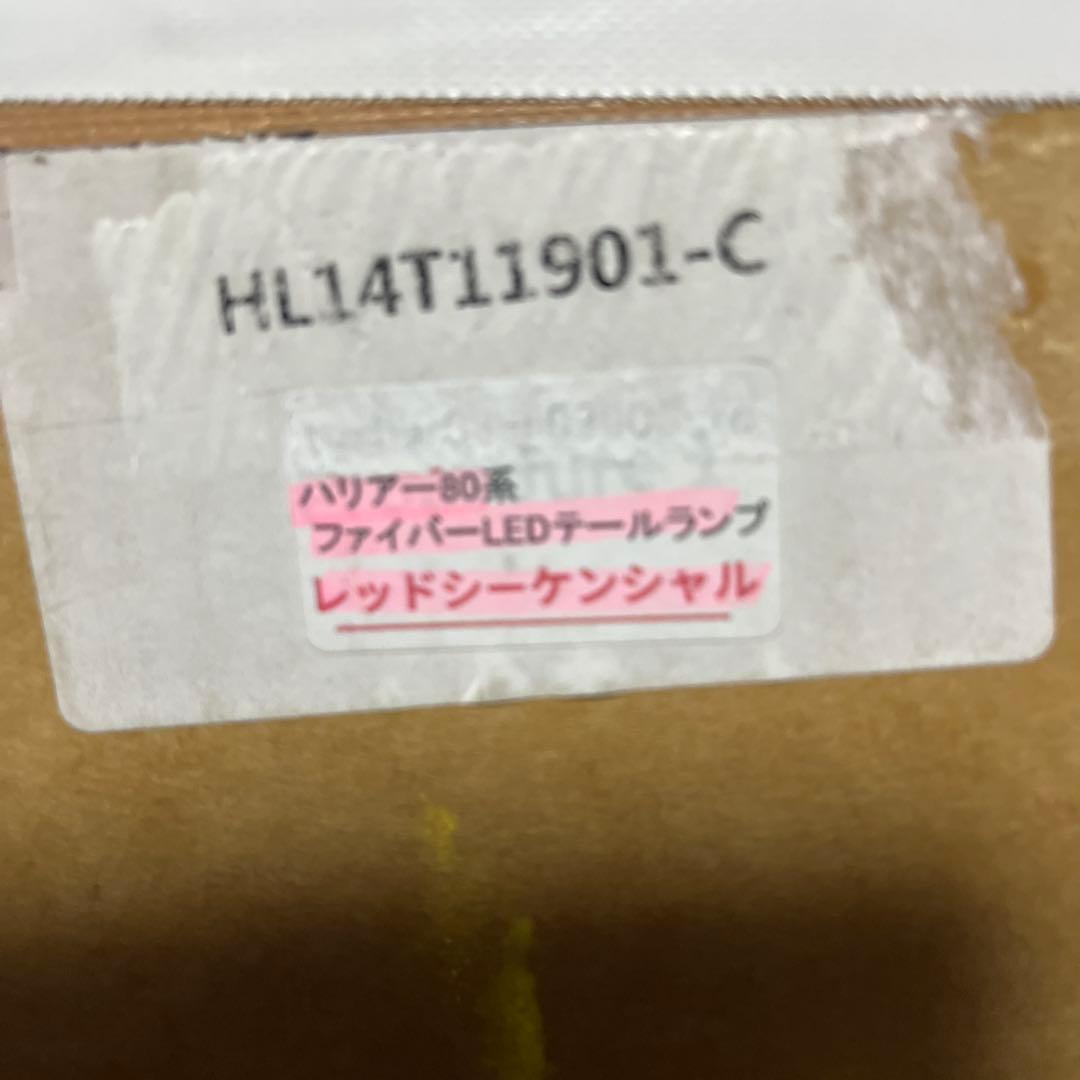 HL14T11901-C
ハリアー80系
ファイバーLEDテールランプ
レッドシーケンシャル